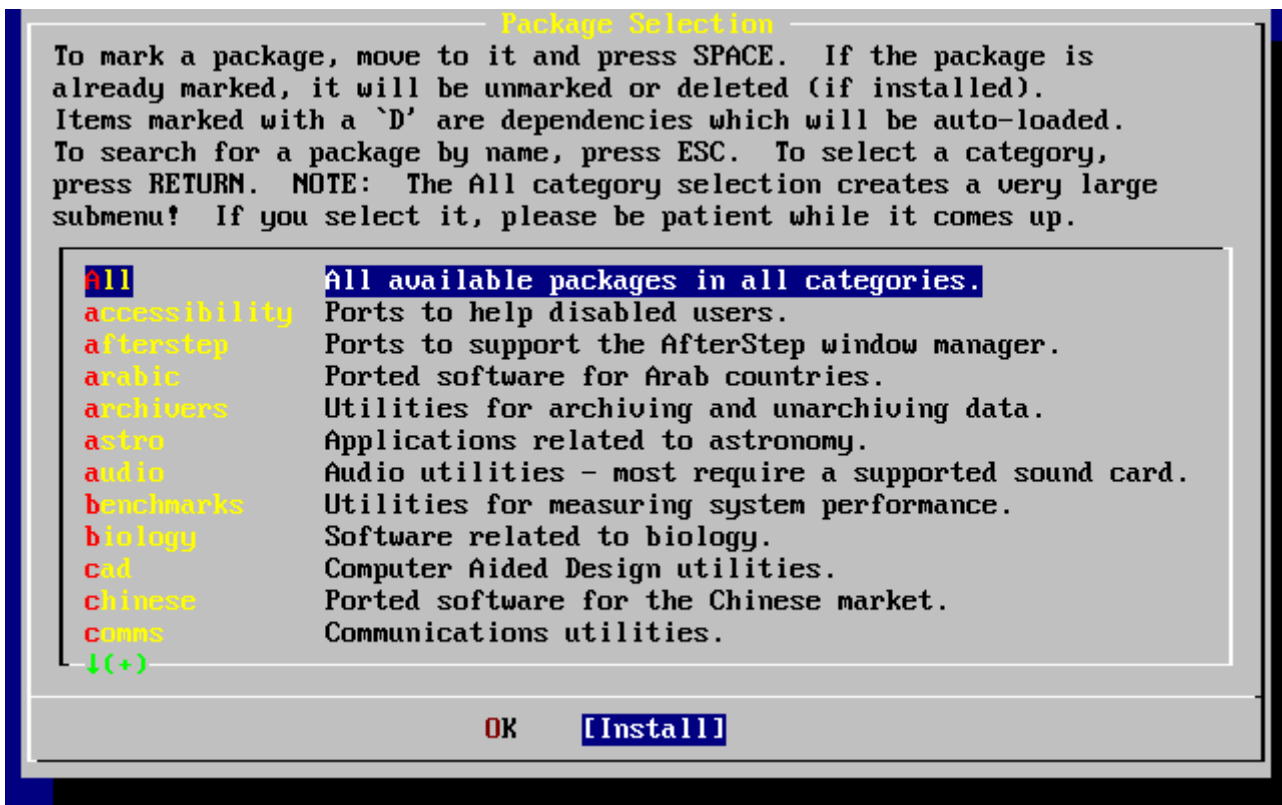 Package Selection
To mark a package, move to it and press SPACE.  If the package is
already marked, it will be unmarked or deleted (if installed).
Items marked with a `D' are dependencies which will be auto-loaded.
To search for a package by name, press ESC.  To select a category,
press RETURN.  NOTE:  The All category selection creates a very large
submenu!  If you select it, please be patient while it comes up.
All All available packages in all categories.
accessibility Ports to help disabled users.
afterstep Ports to support the AfterStep window manager.
arabic Ported software for Arab countries.
archivers Utilities for archiving and unarchiving data.
astro Applications related to astronomy.
audio Audio utilities - most require a supported sound card.
benchmarks Utilities for measuring system performance.
biology Software related to biology.
cad Computer Aided Design utilities.
chinese Ported software for the Chinese market.
comms Communications utilities.
↓(+)
OK [Install]